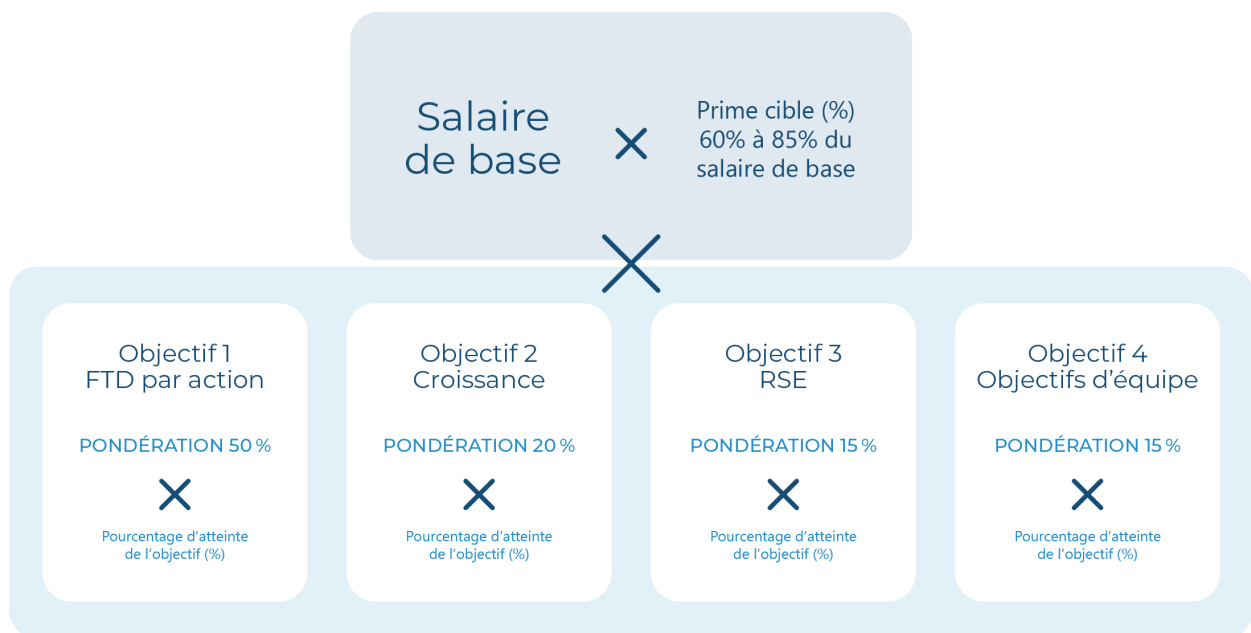 Salaire
de base
Prime cible (%)
60% à 85% du
salaire de base
Objectif 1
FTD par action
PONDÉRATION 50 %
Pourcentage d'atteinte
de l'objectif (%)
Objectif 2
Croissance
PONDÉRATION 20 %
Pourcentage d'atteinte
de l'objectif (%)
Objectif 3
RSE
PONDÉRATION 15 %
Pourcentage d'atteinte
de l'objectif (%)
Objectif 4
Objectifs d'équipe
PONDÉRATION 15 %
Pourcentage d'atteinte
de l'objectif (%)